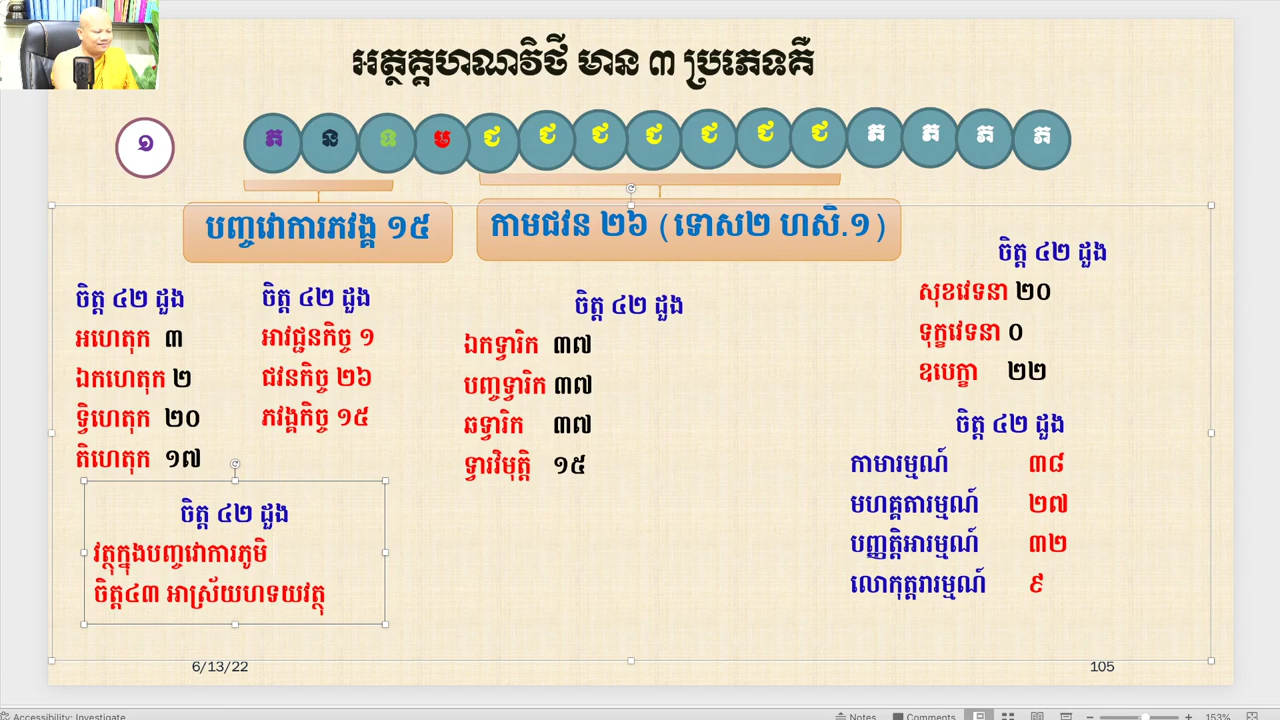 អត្ថគ្គហណវិថី មាន ៣ ប្រភេទគឺ
១
ភ ន ទ ម ជ ជ ជ ជ ជ ជ ជ ត ត ភ ភ
បញ្ចវោការភវង្គ ១៥
កាមជវន ២៦ (ទោស២ ហសិ.១)
ចិត្ត ៤២ ដួង
អហេតុក ៣
ឯកហេតុក ២
ទ្វិហេតុក ២០
តិហេតុក ១៧
ចិត្ត ៤២ ដួង
អាវជ្ជនកិច្ច ១
ជវនកិច្ច ២៦
ភវង្គកិច្ច ១៥
ចិត្ត ៤២ ដួង
ឯកទ្វារិក ៣៧
បញ្ចទ្វារិក ៣៧
ឆទ្វារិក ៣៧
ទ្វារវិមុត្តិ ១៥
ចិត្ត ៤២ ដួង
សុខវេទនា ២០
ទុក្ខវេទនា ០
ឧបេក្ខា ២២
ចិត្ត ៤២ ដួង
កាមារម្មណ៍ ៣៨
មហគ្គតារម្មណ៍ ២៧
បញ្ញត្តិអារម្មណ៍ ៣២
លោកុត្តរារម្មណ៍ ៩
ចិត្ត ៤២ ដួង
វត្ថុក្នុងបញ្ចវោការភូមិ
ចិត្ត៤៣ អាស្រ័យហទយវត្ថុ
6/13/22
105
Accessibility: Investigate
Notes
Comments
153%